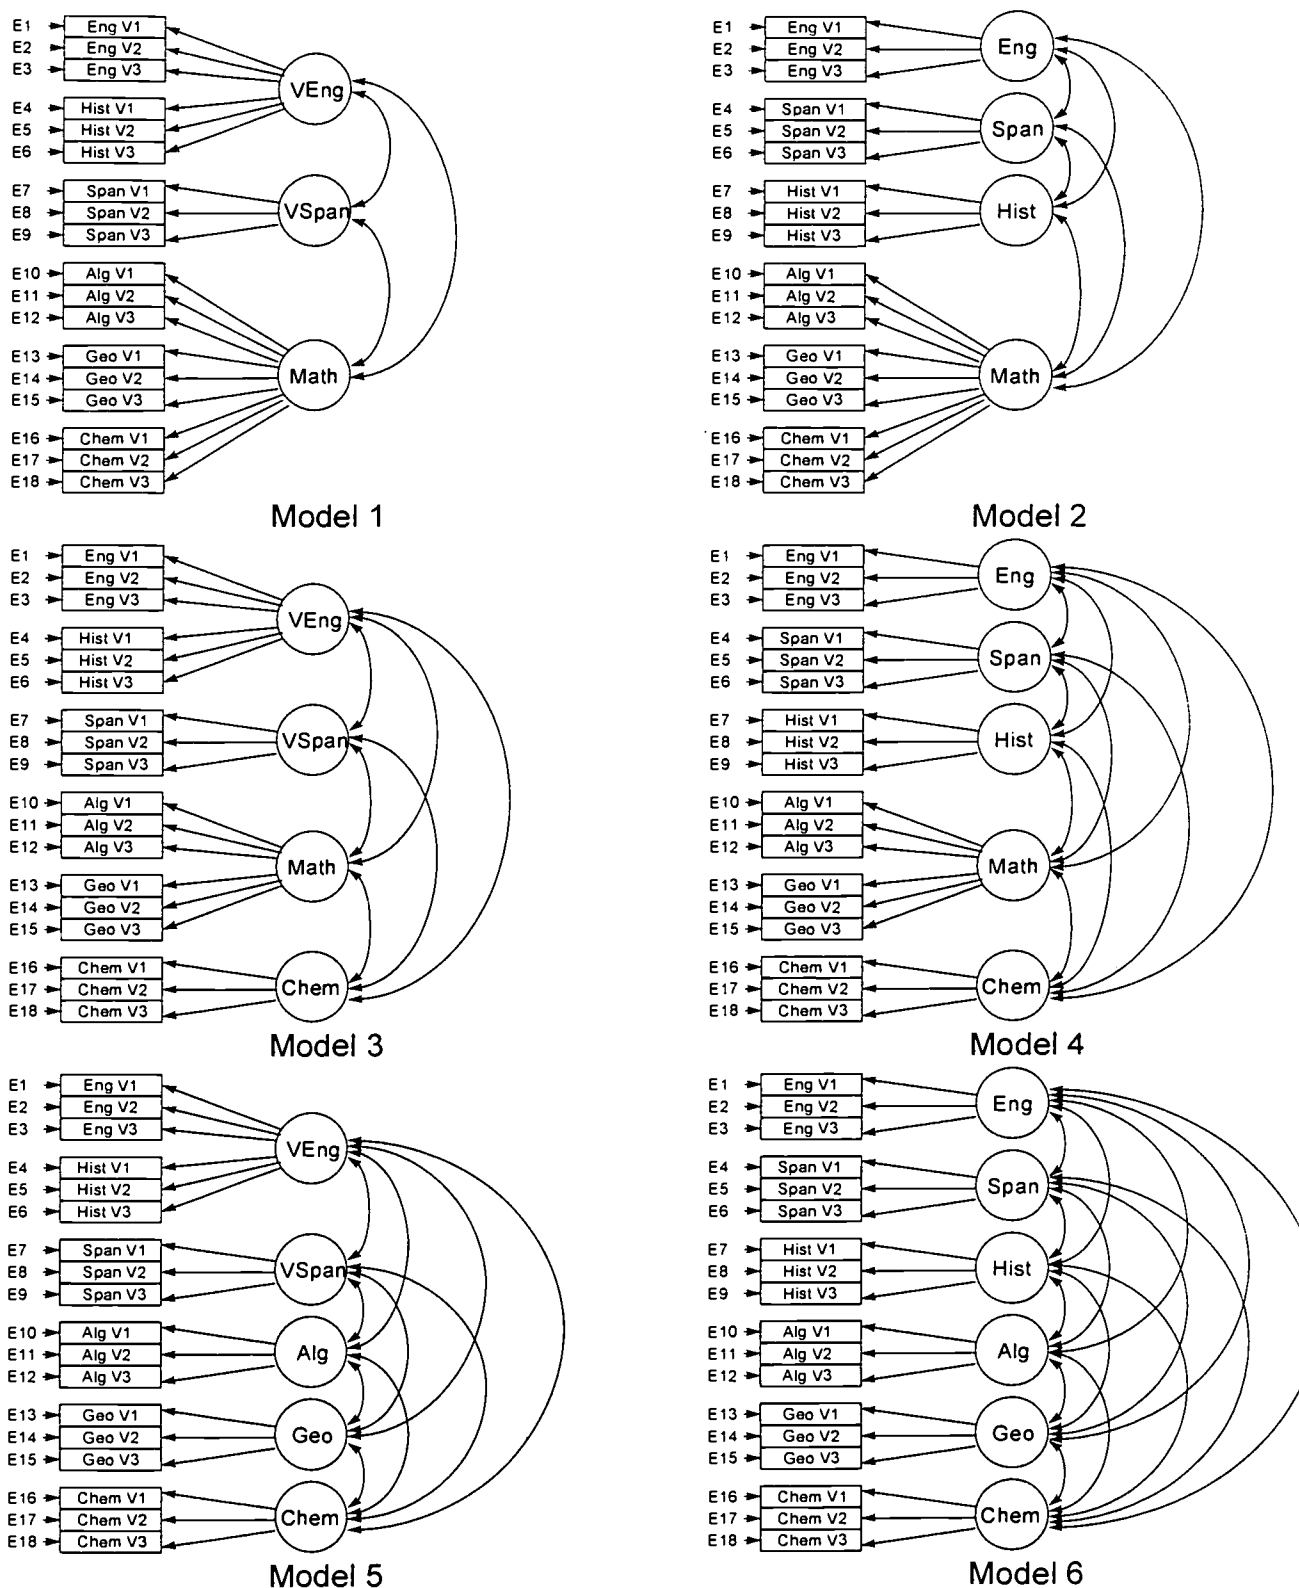 E1 Eng V1
E2 Eng V2
E3 Eng V3
VEng
E4 Hist V1
E5 Hist V2
E6 Hist V3
E7 Span V1
E8 Span V2
E9 Span V3
VSpan
E10 Alg V1
E11 Alg V2
E12 Alg V3
E13 Geo V1
E14 Geo V2
E15 Geo V3
Math
E16 Chem V1
E17 Chem V2
E18 Chem V3
Model 1
E1 Eng V1
E2 Eng V2
E3 Eng V3
Eng
E4 Span V1
E5 Span V2
E6 Span V3
Span
E7 Hist V1
E8 Hist V2
E9 Hist V3
Hist
E10 Alg V1
E11 Alg V2
E12 Alg V3
E13 Geo V1
E14 Geo V2
E15 Geo V3
Math
E16 Chem V1
E17 Chem V2
E18 Chem V3
Model 2
E1 Eng V1
E2 Eng V2
E3 Eng V3
VEng
E4 Hist V1
E5 Hist V2
E6 Hist V3
E7 Span V1
E8 Span V2
E9 Span V3
VSpan
E10 Alg V1
E11 Alg V2
E12 Alg V3
Math
E13 Geo V1
E14 Geo V2
E15 Geo V3
E16 Chem V1
E17 Chem V2
E18 Chem V3
Chem
Model 3
E1 Eng V1
E2 Eng V2
E3 Eng V3
Eng
E4 Span V1
E5 Span V2
E6 Span V3
Span
E7 Hist V1
E8 Hist V2
E9 Hist V3
Hist
E10 Alg V1
E11 Alg V2
E12 Alg V3
Math
E13 Geo V1
E14 Geo V2
E15 Geo V3
E16 Chem V1
E17 Chem V2
E18 Chem V3
Chem
Model 4
E1 Eng V1
E2 Eng V2
E3 Eng V3
VEng
E4 Hist V1
E5 Hist V2
E6 Hist V3
E7 Span V1
E8 Span V2
E9 Span V3
VSpan
E10 Alg V1
E11 Alg V2
E12 Alg V3
Alg
E13 Geo V1
E14 Geo V2
E15 Geo V3
Geo
E16 Chem V1
E17 Chem V2
E18 Chem V3
Chem
Model 5
E1 Eng V1
E2 Eng V2
E3 Eng V3
Eng
E4 Span V1
E5 Span V2
E6 Span V3
Span
E7 Hist V1
E8 Hist V2
E9 Hist V3
Hist
E10 Alg V1
E11 Alg V2
E12 Alg V3
Alg
E13 Geo V1
E14 Geo V2
E15 Geo V3
Geo
E16 Chem V1
E17 Chem V2
E18 Chem V3
Chem
Model 6